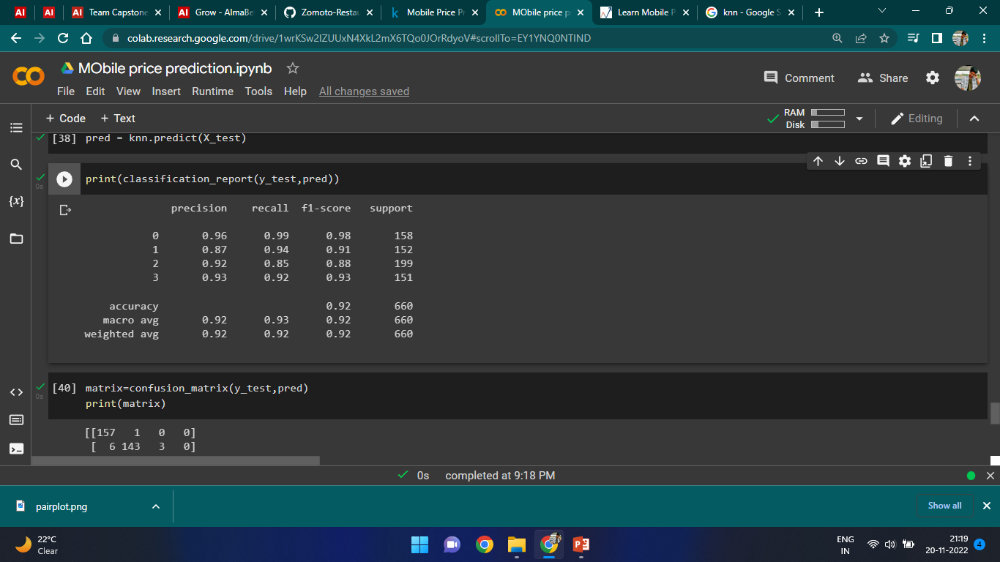 AI AI AI Team Capstone AI Grow - AlmaBe Zomoto-Restau Mobile Price Pr MObile price p Learn Mobile P knn - Google S
colab.research.google.com/drive/1wrKSw2IZUUxN4XkL2mX6TQo0JOrRdyoV#scrollTo=EY1YNQ0NTIND
MObile price prediction.ipynb
Comment Share
File Edit View Insert Runtime Tools Help All changes saved
+ Code + Text
RAM
Disk
Editing
[38] pred = knn.predict(X_test)
print(classification_report(y_test,pred))
0s
precision recall f1-score support
0 0.96 0.99 0.98 158
1 0.87 0.94 0.91 152
2 0.92 0.85 0.88 199
3 0.93 0.92 0.93 151
accuracy 0.92 660
macro avg 0.92 0.93 0.92 660
weighted avg 0.92 0.92 0.92 660
[40] matrix=confusion_matrix(y_test,pred)
0s
print(matrix)
[[157 1 0 0]
[ 6 143 3 0]
0s completed at 9:18 PM
pairplot.png
Show all
22°C
Clear
ENG
IN
21:19
20-11-2022
4